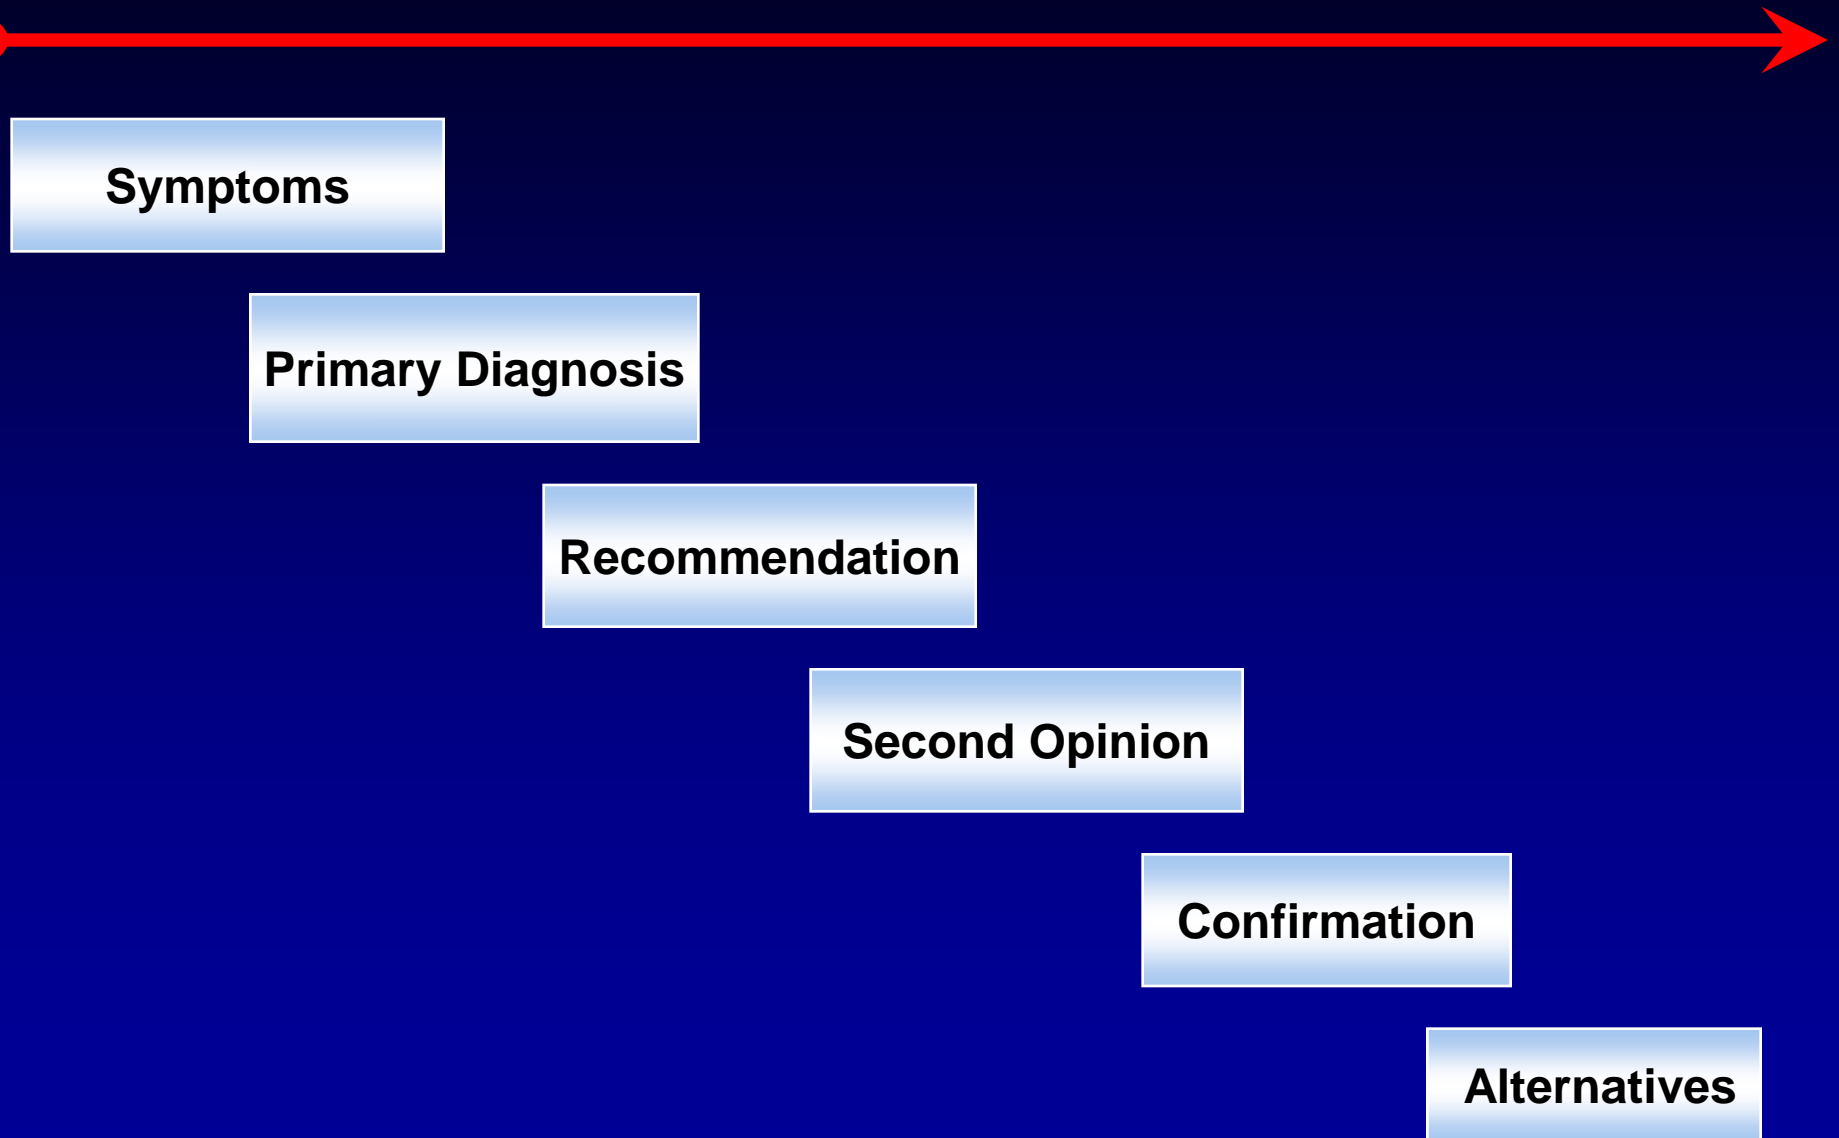 Symptoms
Primary Diagnosis
Recommendation
Second Opinion
Confirmation
Alternatives